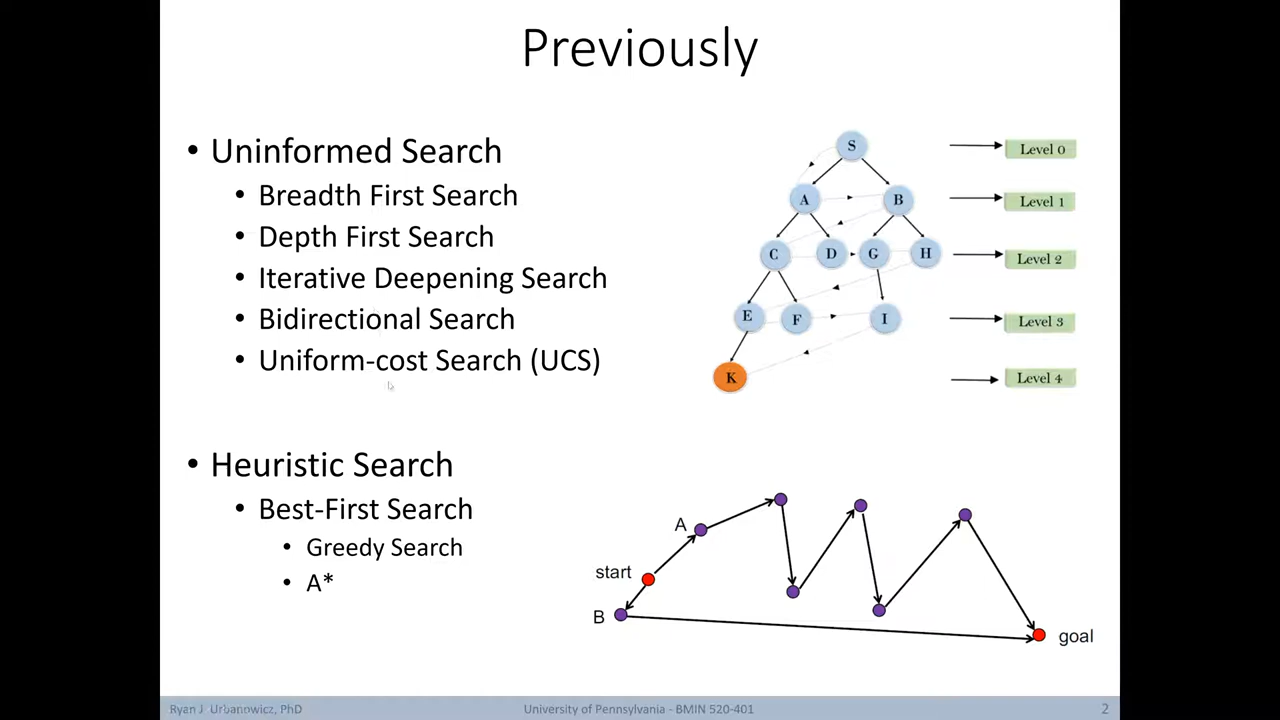 Previously
• Uninformed Search
• Breadth First Search
• Depth First Search
• Iterative Deepening Search
• Bidirectional Search
• Uniform-cost Search (UCS)
S
Level 0
A
B
Level 1
C
D
G
H
Level 2
E
F
I
Level 3
K
Level 4
• Heuristic Search
• Best-First Search
• Greedy Search
• A*
A
start
B
goal
Ryan J. Urbanowicz, PhD
University of Pennsylvania - BMIN 520-401
2